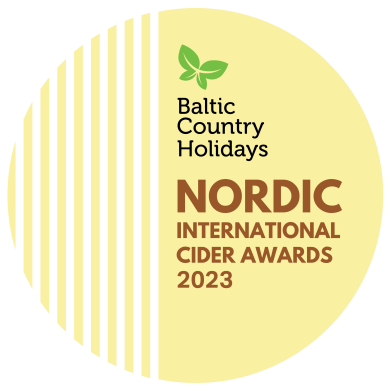 Baltic
Country
Holidays
NORDIC
INTERNATIONAL
CIDER AWARDS
2023